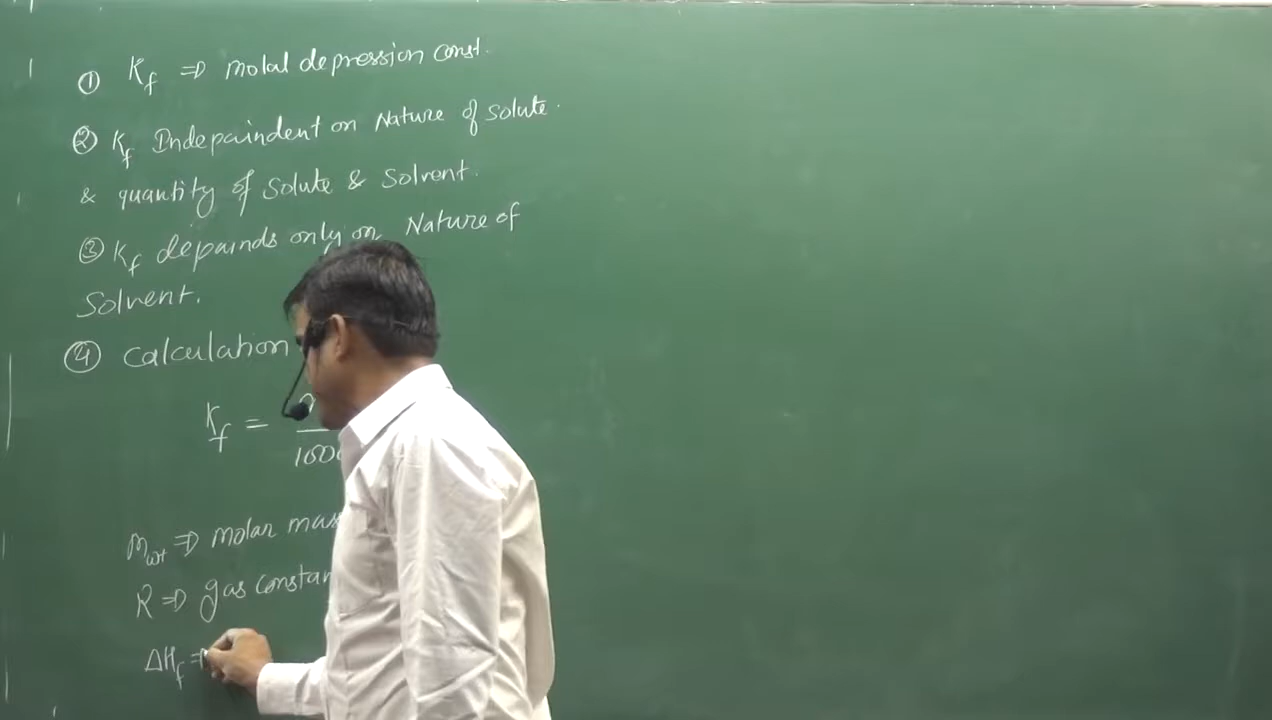 ① Kf ⇒ molal depression const.
② Kf Indepaindent on Nature of solute.
& quantity of solute & solvent.
③ Kf depainds only on Nature of
Solvent.
④ Calculation
Kf =
1000
Mwt ⇒ molar mass
R ⇒ gas constan
ΔHf ⇒